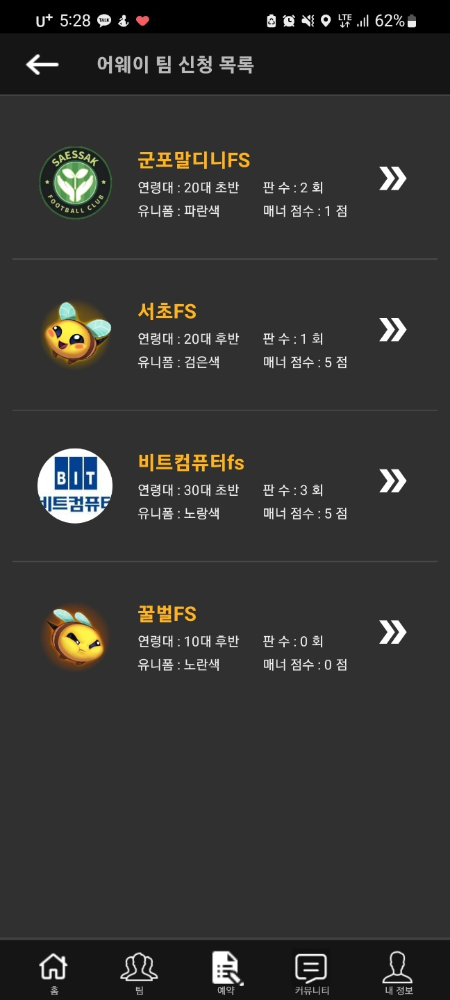 U+ 5:28 TALK LTE 62%
어웨이 팀 신청 목록
SAESSAK
FOOTBALL CLUB
군포말디니FS
연령대 : 20대 초반 판 수 : 2 회
유니폼 : 파란색 매너 점수 : 1 점
서초FS
연령대 : 20대 후반 판 수 : 1 회
유니폼 : 검은색 매너 점수 : 5 점
BIT
비트컴퓨터
비트컴퓨터fs
연령대 : 30대 초반 판 수 : 3 회
유니폼 : 노랑색 매너 점수 : 5 점
꿀벌FS
연령대 : 10대 후반 판 수 : 0 회
유니폼 : 노란색 매너 점수 : 0 점
홈 팀 예약 커뮤니티 내 정보